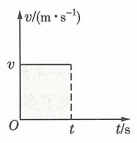 v/(m·s⁻¹)
v
O t t/s